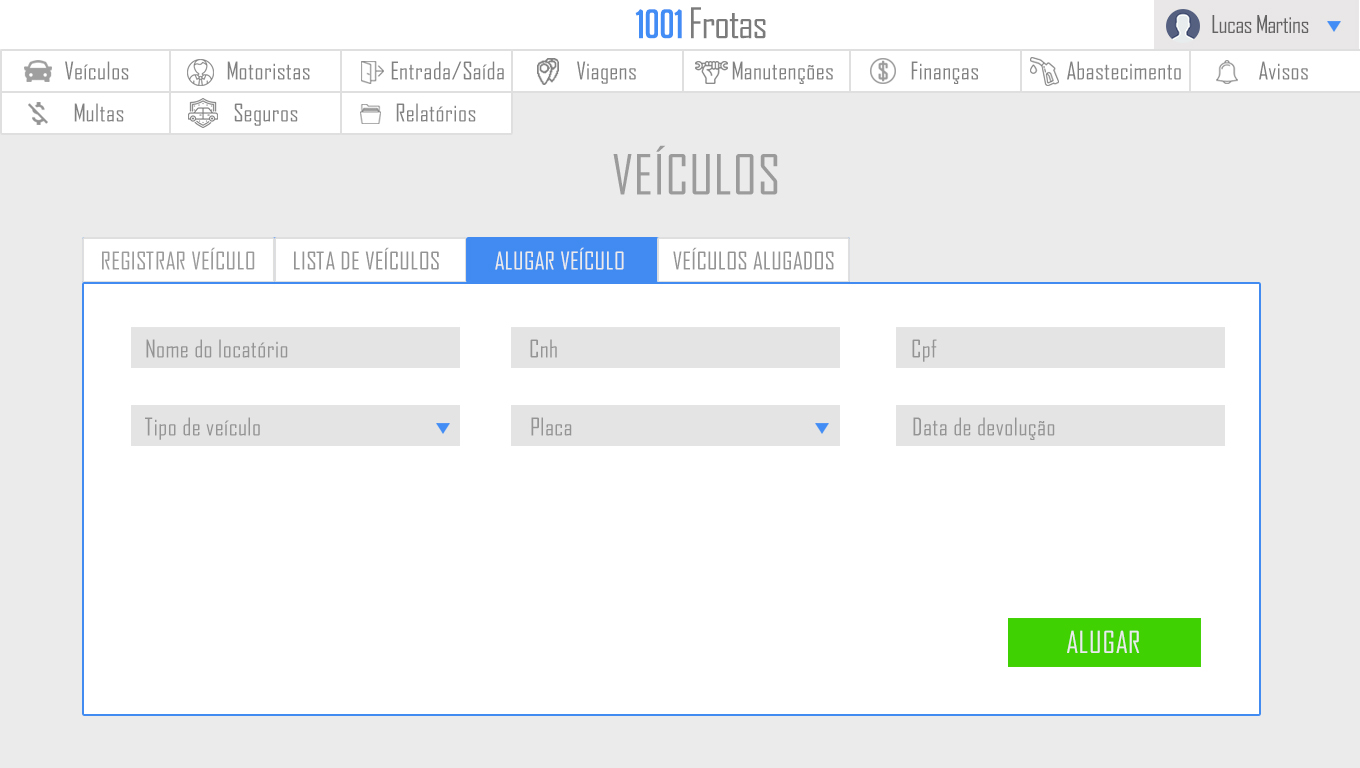 1001 Frotas
Lucas Martins
Veículos Motoristas Entrada/Saída Viagens Manutenções Finanças Abastecimento Avisos
Multas Seguros Relatórios
VEÍCULOS
REGISTRAR VEÍCULO LISTA DE VEÍCULOS ALUGAR VEÍCULO VEÍCULOS ALUGADOS
Nome do locatório Cnh Cpf
Tipo de veículo Placa Data de devolução
ALUGAR